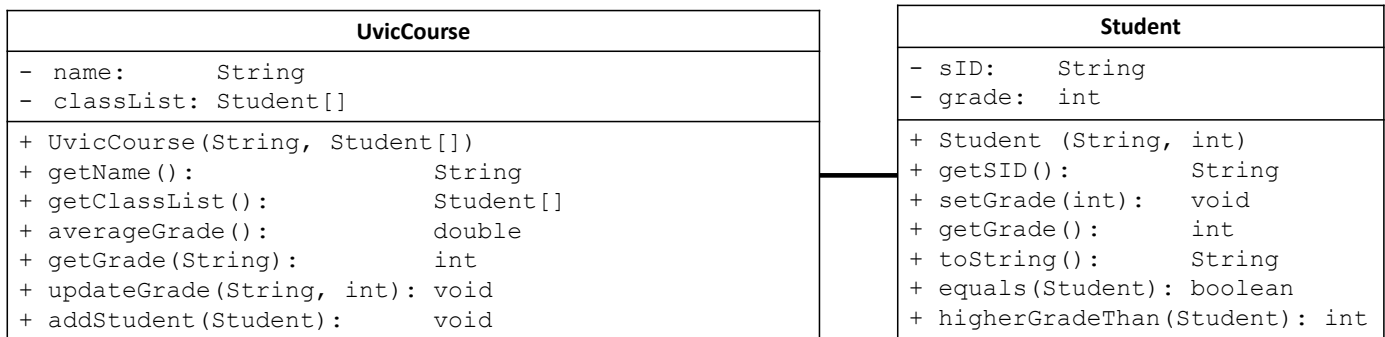 UvicCourse
- name: String
- classList: Student[]
+ UvicCourse(String, Student[])
+ getName(): String
+ getClassList(): Student[]
+ averageGrade(): double
+ getGrade(String): int
+ updateGrade(String, int): void
+ addStudent(Student): void
Student
- sID: String
- grade: int
+ Student (String, int)
+ getSID(): String
+ setGrade(int): void
+ getGrade(): int
+ toString(): String
+ equals(Student): boolean
+ higherGradeThan(Student): int